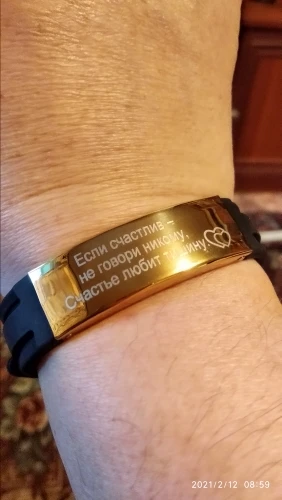 Если счастлив –
не говори никому,
Счастье любит -
2021/2/12 08:59